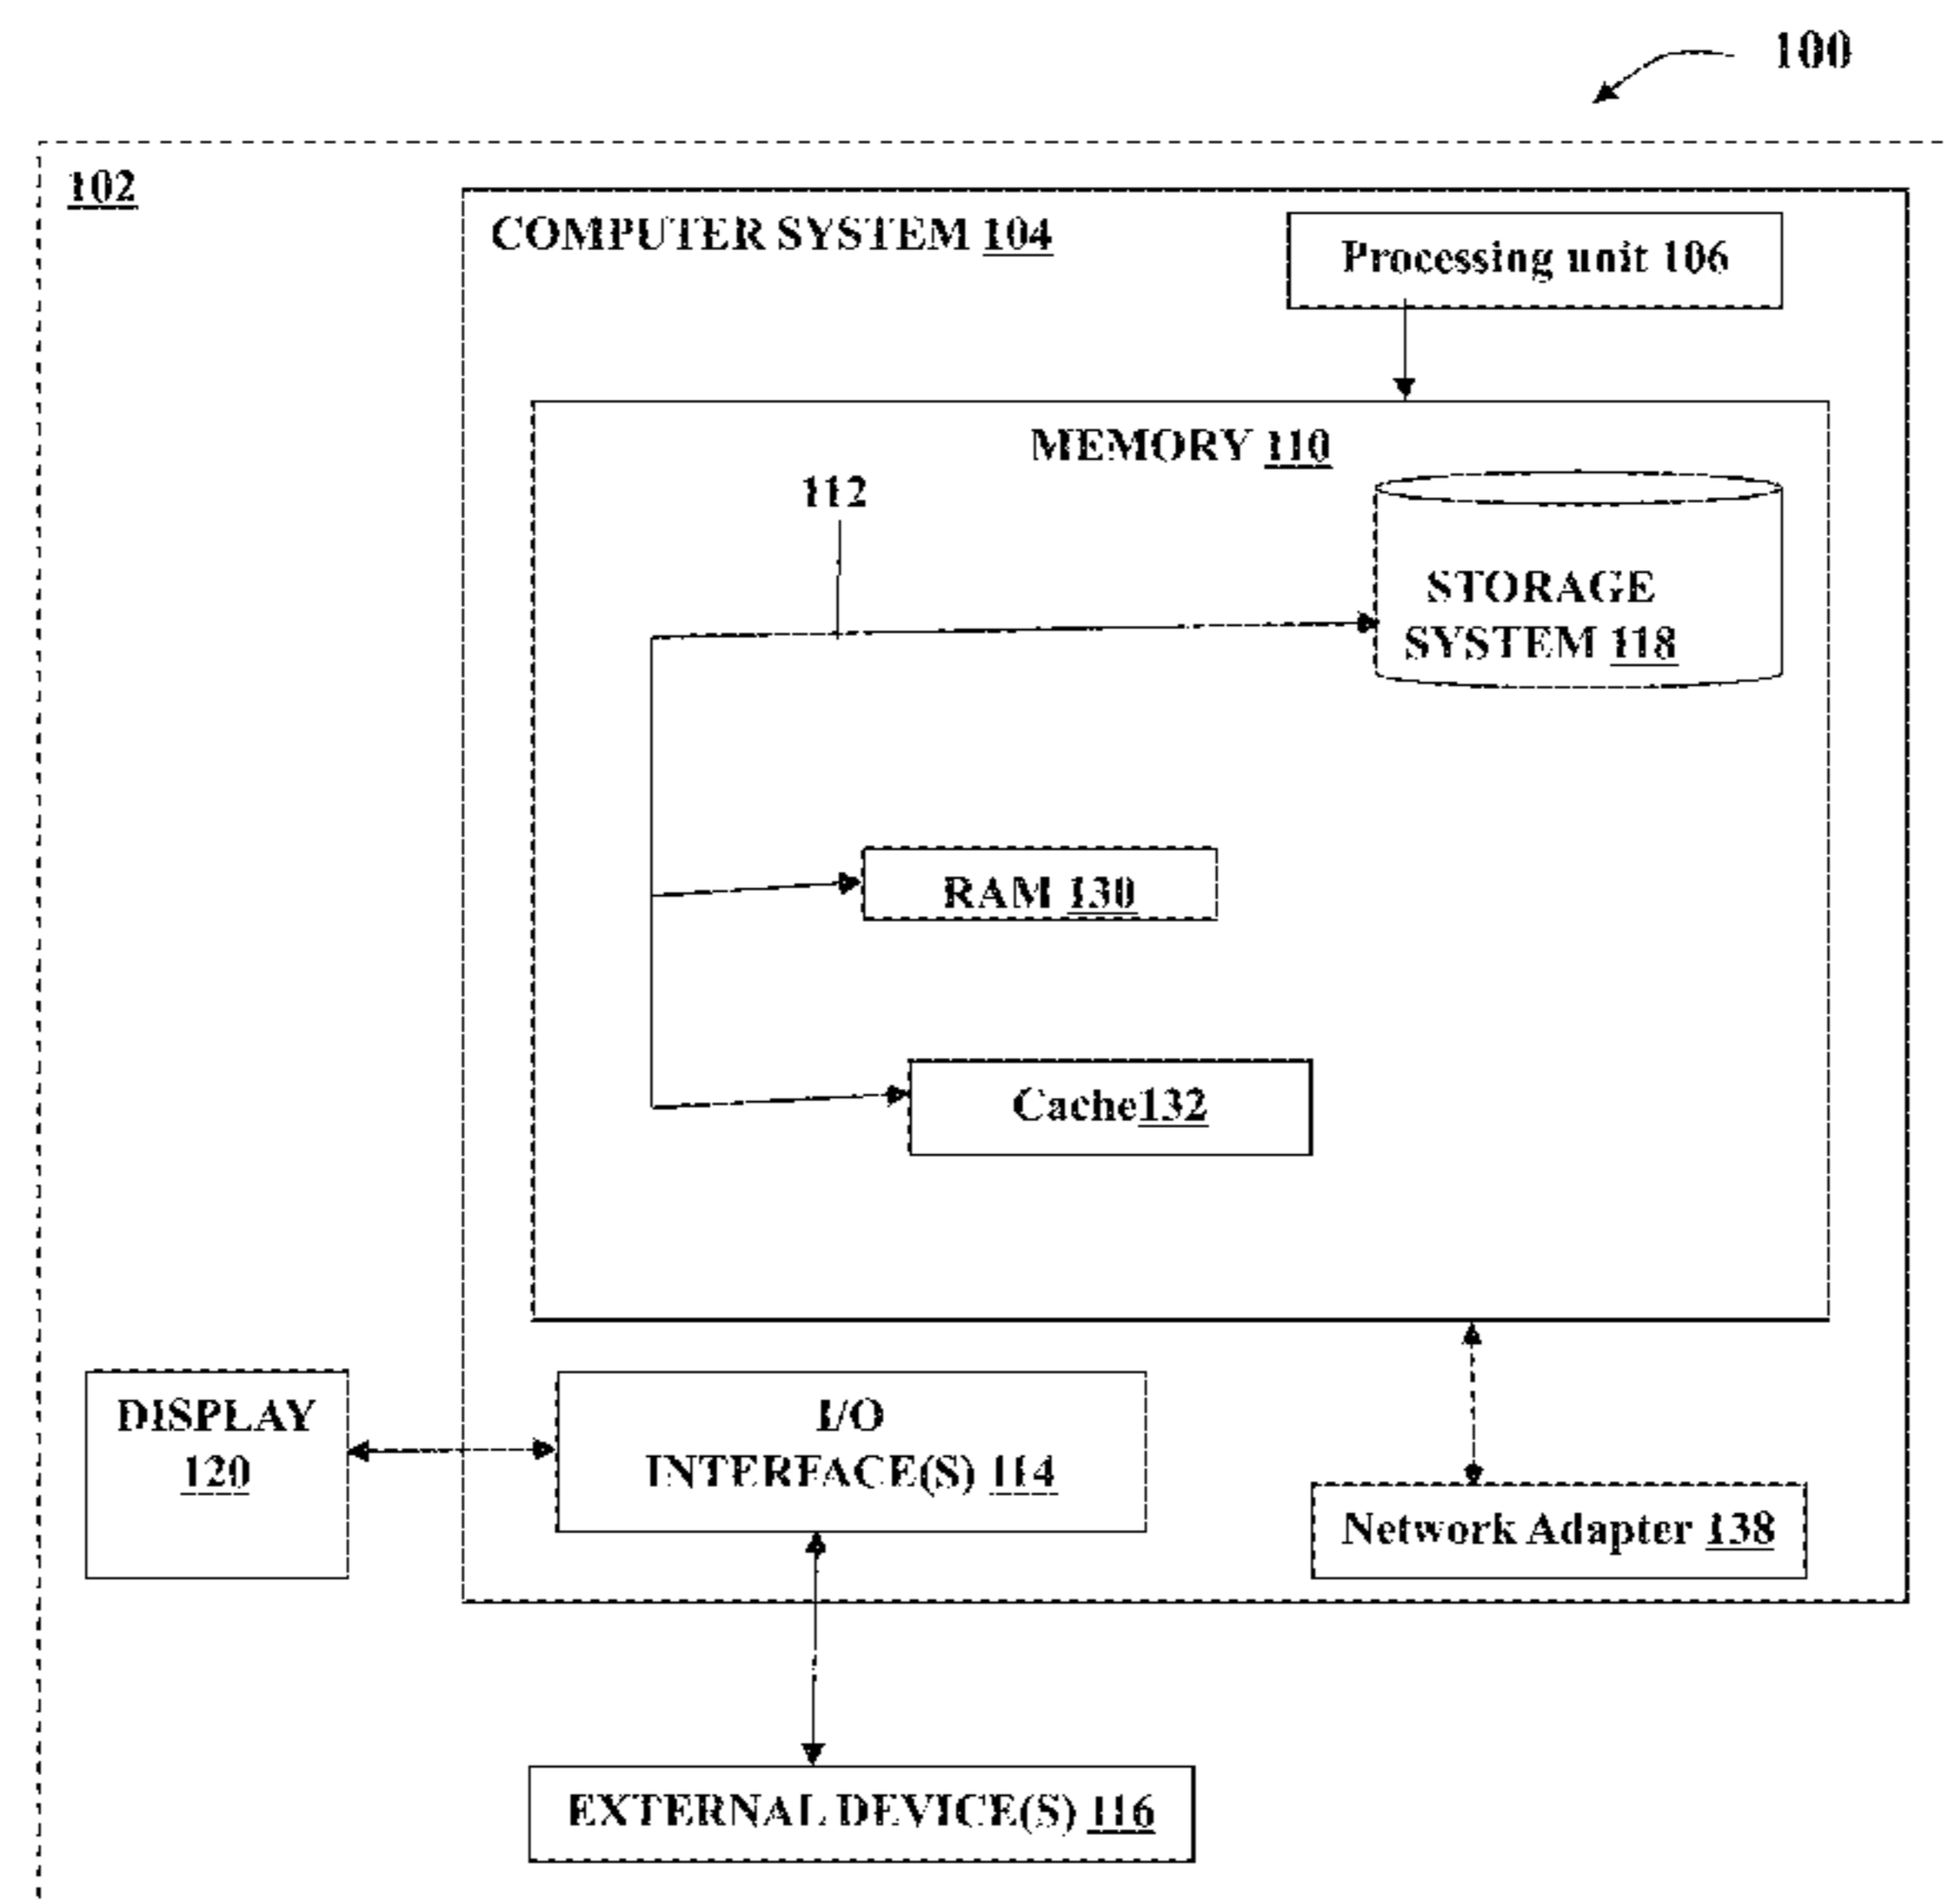 100
102
COMPUTER SYSTEM 104
Processing unit 106
MEMORY 110
112
STORAGE
SYSTEM 118
RAM 130
Cache132
DISPLAY
120
I/O
INTERFACE(S) 114
Network Adapter 138
EXTERNAL DEVICE(S) 116